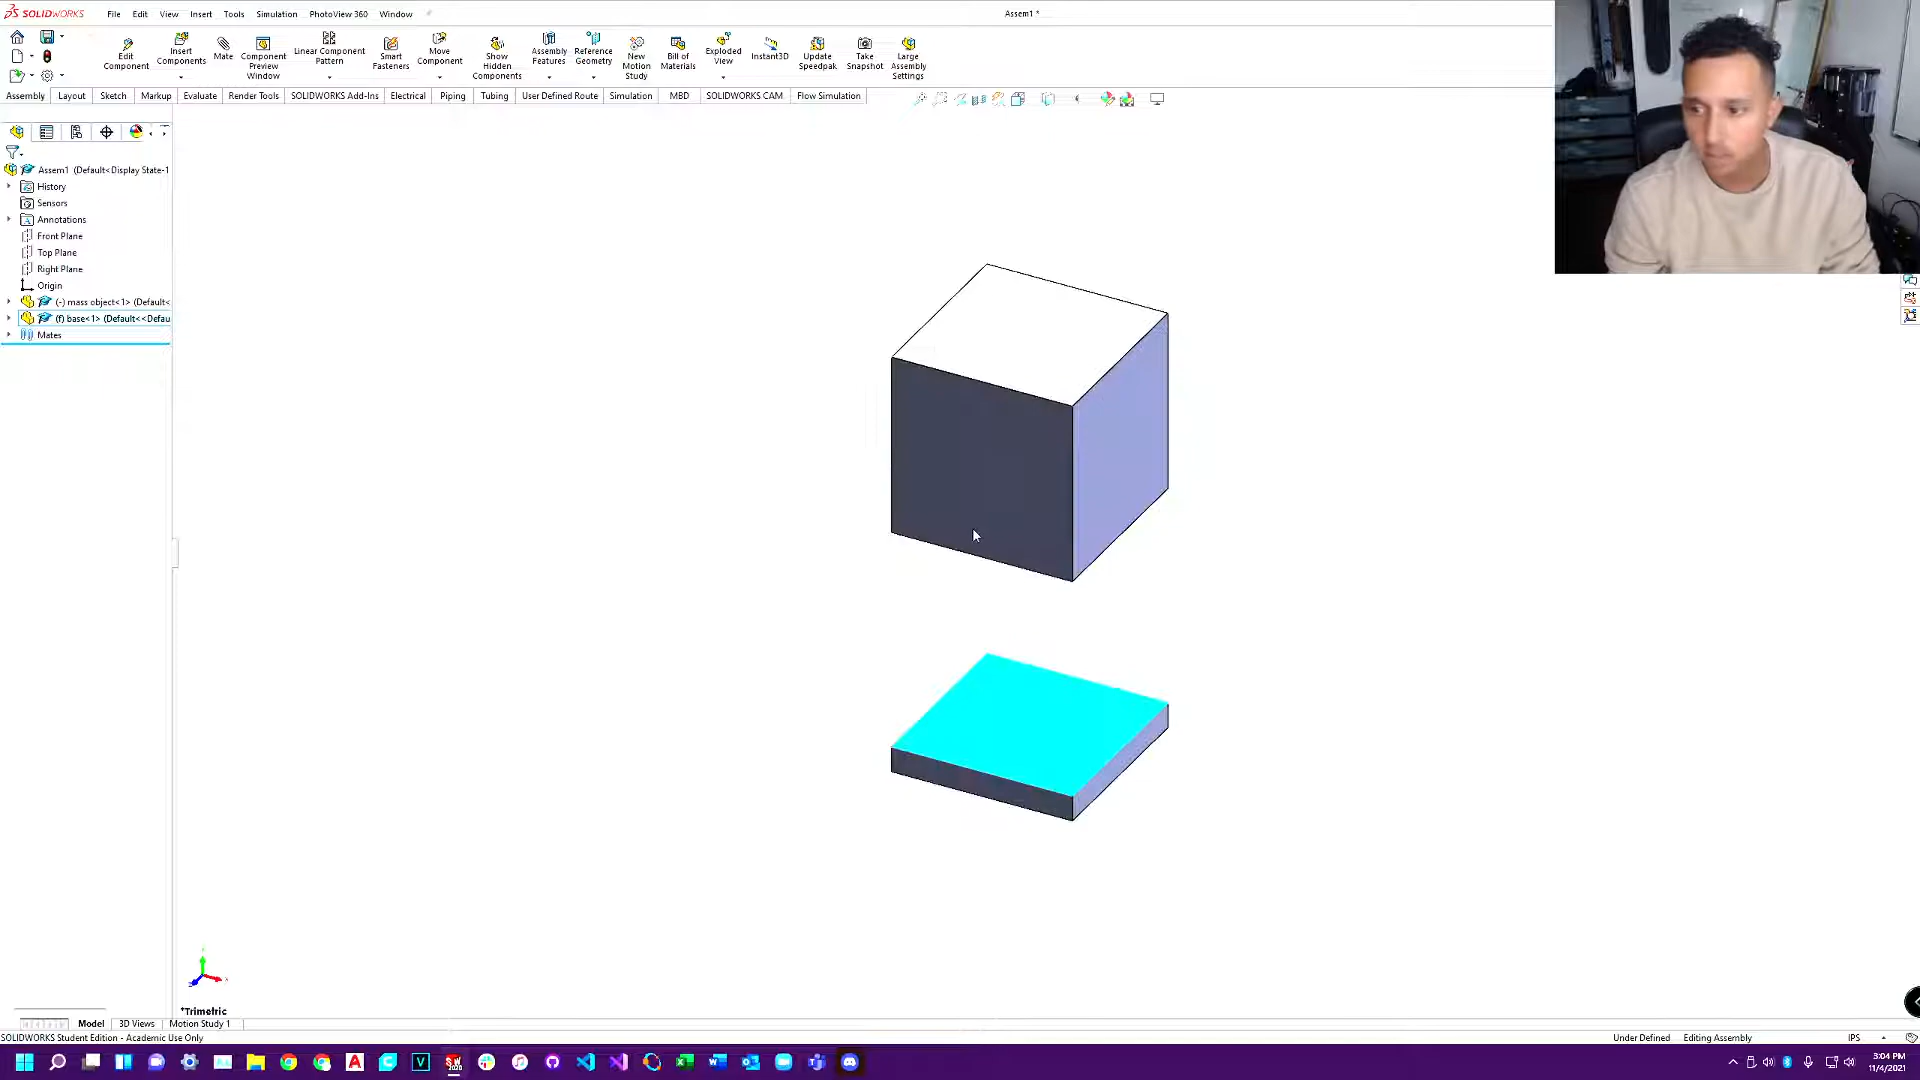 SOLIDWORKS File Edit View Insert Tools Simulation PhotoView 360 Window Assem1 *
Edit Component
Insert Components
Mate
Component Preview Window
Linear Component Pattern
Smart Fasteners
Move Component
Show Hidden Components
Assembly Features
Reference Geometry
New Motion Study
Bill of Materials
Exploded View
Instant3D
Update Speedpak
Take Snapshot
Large Assembly Settings
Assembly Layout Sketch Markup Evaluate Render Tools SOLIDWORKS Add-Ins Electrical Piping Tubing User Defined Route Simulation MBD SOLIDWORKS CAM Flow Simulation
Assem1 (Default<Display State-1
History
Sensors
Annotations
Front Plane
Top Plane
Right Plane
Origin
(-) mass object<1> (Default<
(f) base<1> (Default<<Defau
Mates
*Trimetric
Model 3D Views Motion Study 1
SOLIDWORKS Student Edition - Academic Use Only Under Defined Editing Assembly IPS
3:04 PM
11/4/2021